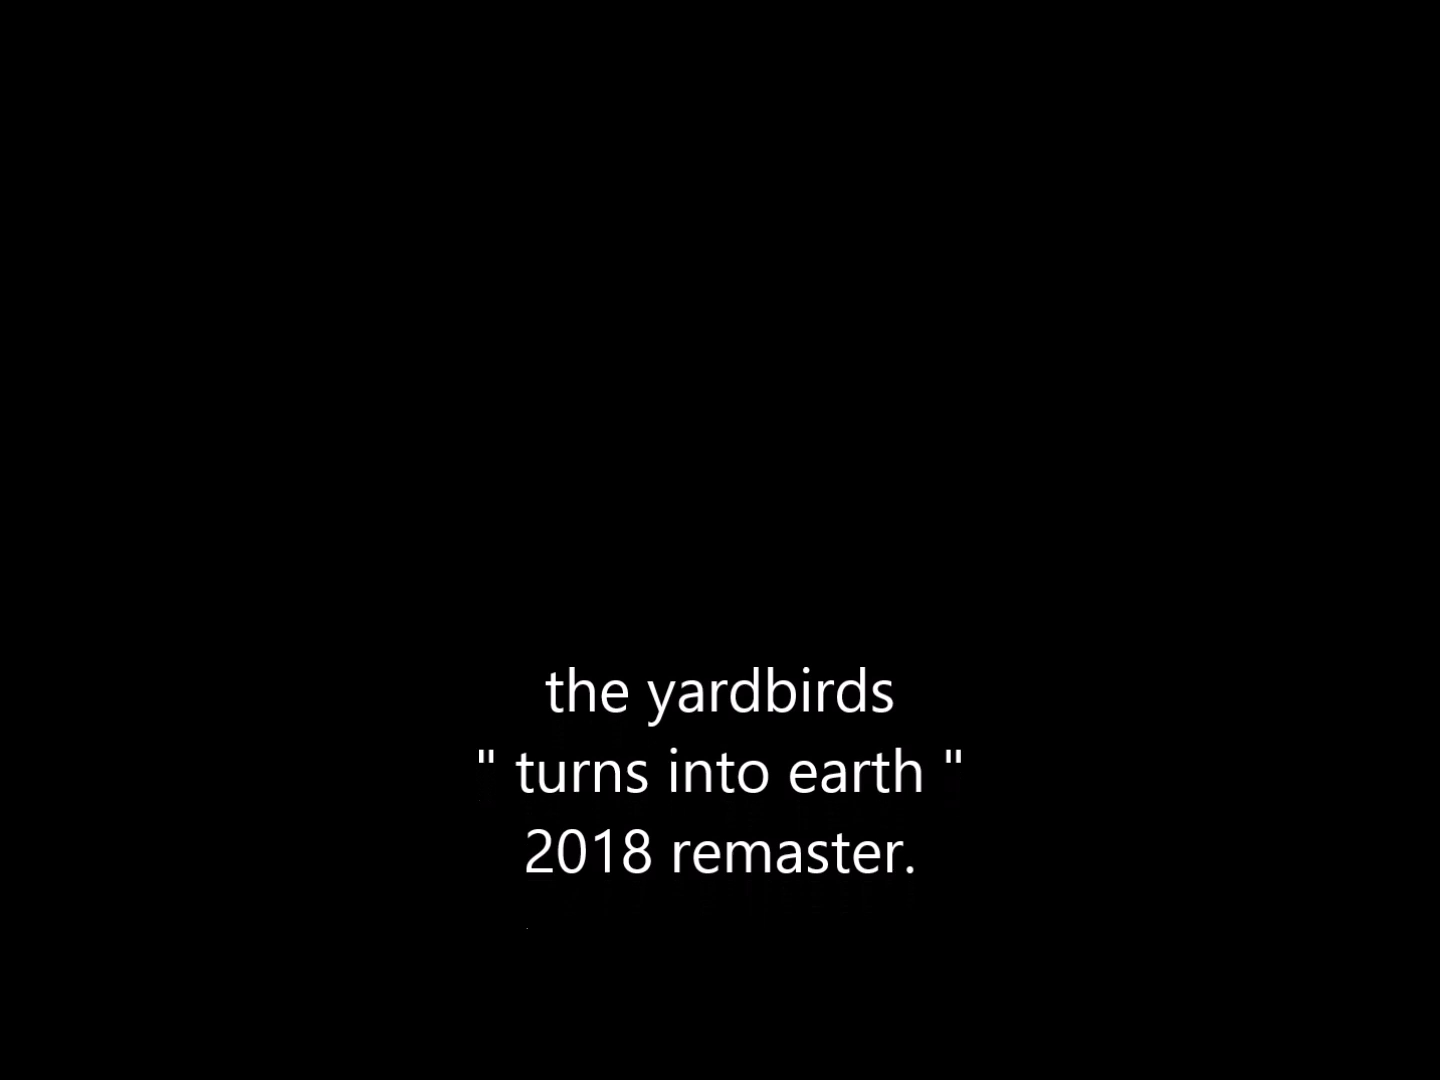 the yardbirds
" turns into earth "
2018 remaster.